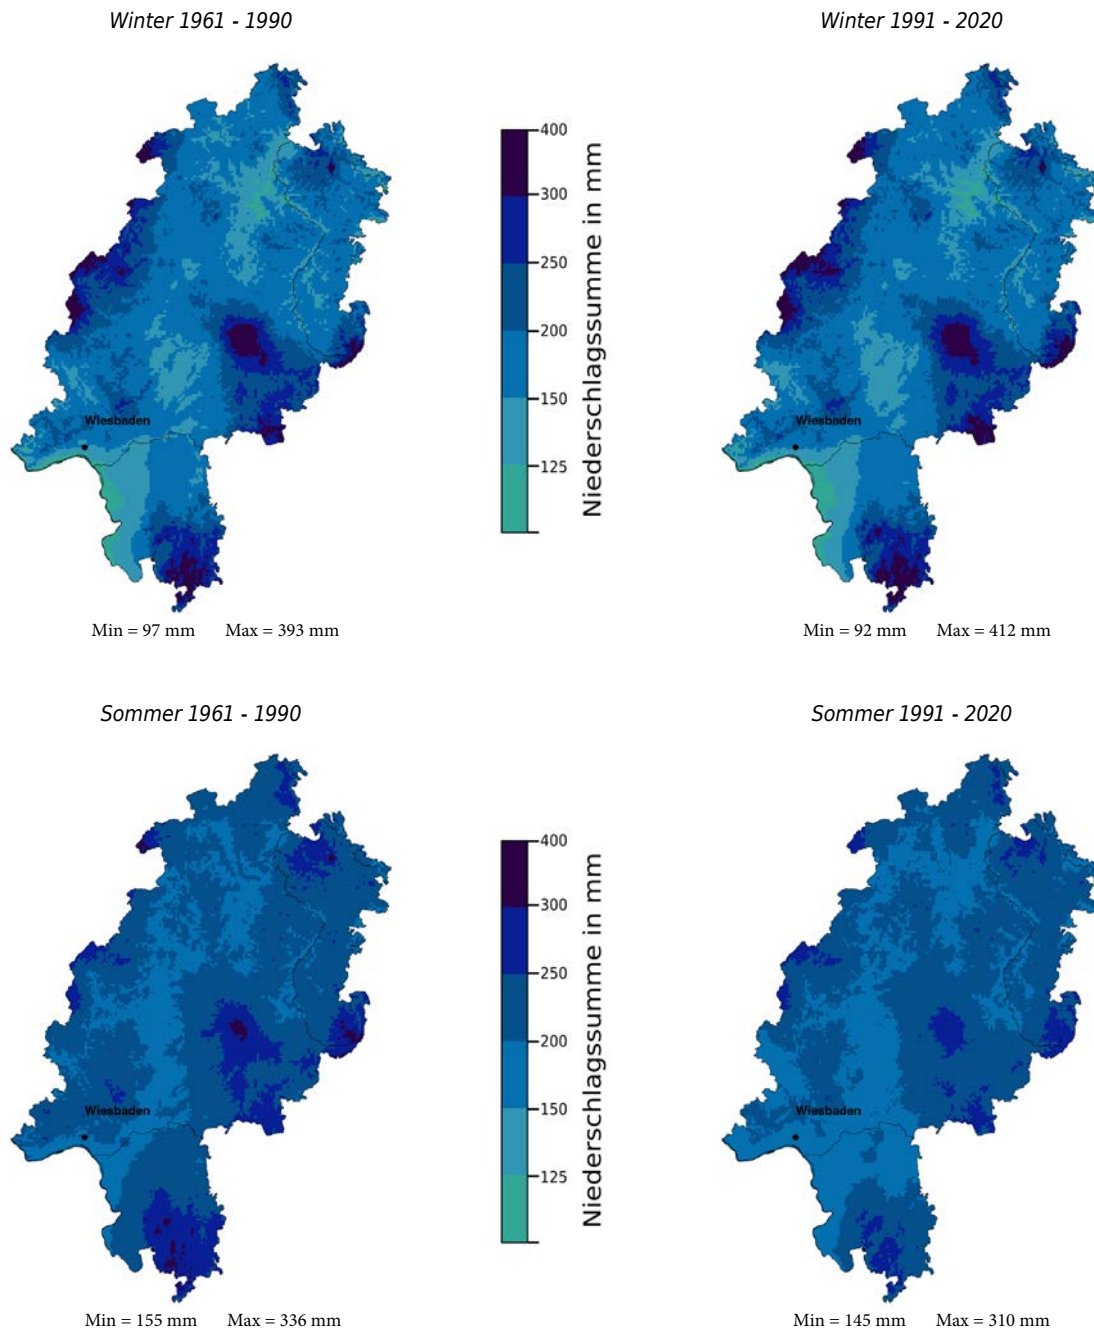 Winter 1961 - 1990
Winter 1991 - 2020
400
300
250
200
150
125
Niederschlagssumme in mm
Wiesbaden
Wiesbaden
Min = 97 mm Max = 393 mm
Min = 92 mm Max = 412 mm
Sommer 1961 - 1990
Sommer 1991 - 2020
400
300
250
200
150
125
Niederschlagssumme in mm
Wiesbaden
Wiesbaden
Min = 155 mm Max = 336 mm
Min = 145 mm Max = 310 mm